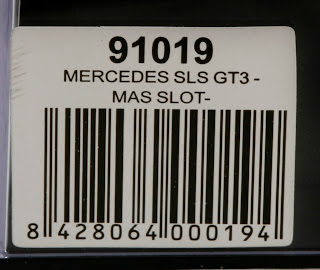 91019
MERCEDES SLS GT3 -
MAS SLOT-
8 428064 000194